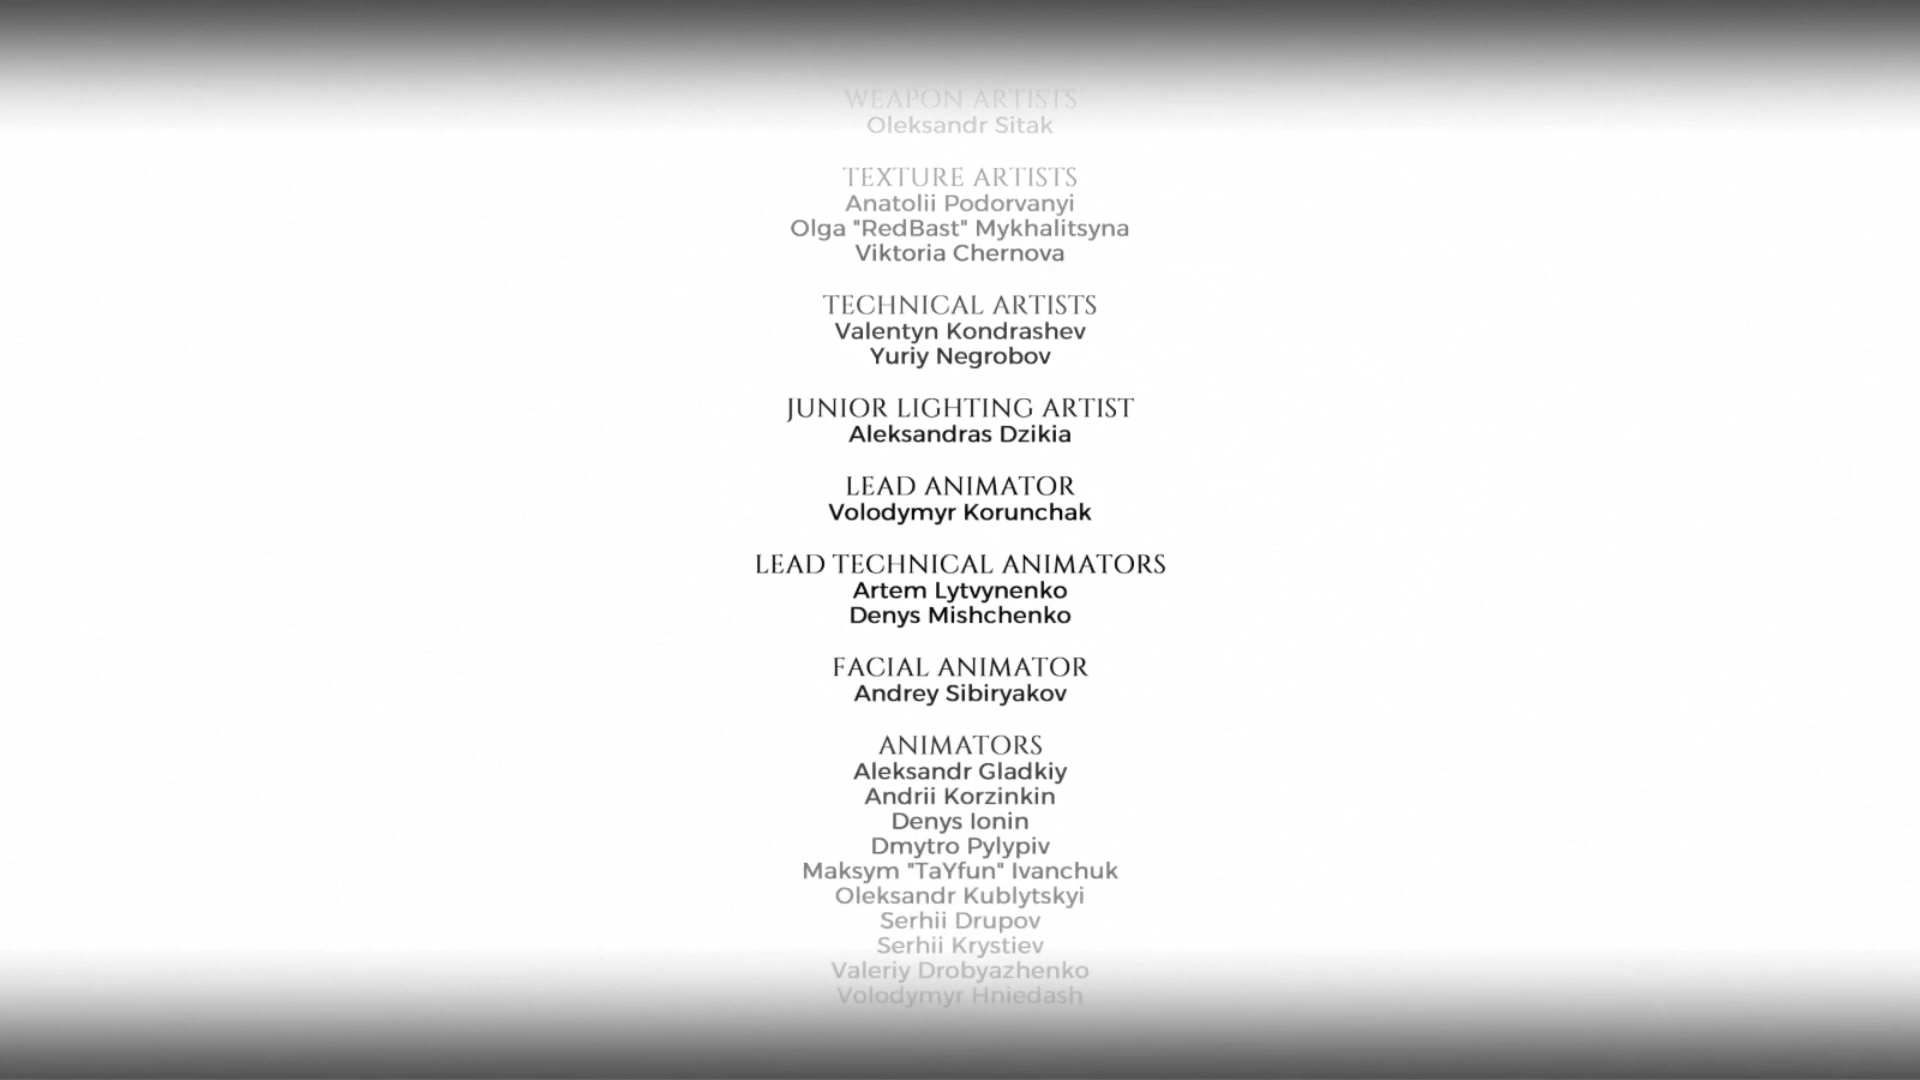 WEAPON ARTISTS
Oleksandr Sitak
TEXTURE ARTISTS
Anatolii Podorvanyi
Olga "RedBast" Mykhalitsyna
Viktoria Chernova
TECHNICAL ARTISTS
Valentyn Kondrashev
Yuriy Negrobov
JUNIOR LIGHTING ARTIST
Aleksandras Dzikia
LEAD ANIMATOR
Volodymyr Korunchak
LEAD TECHNICAL ANIMATORS
Artem Lytvynenko
Denys Mishchenko
FACIAL ANIMATOR
Andrey Sibiryakov
ANIMATORS
Aleksandr Gladkiy
Andrii Korzinkin
Denys Ionin
Dmytro Pylypiv
Maksym "TaYfun" Ivanchuk
Oleksandr Kublytskyi
Serhii Drupov
Serhii Krystiev
Valeriy Drobyazhenko
Volodymyr Hniedash